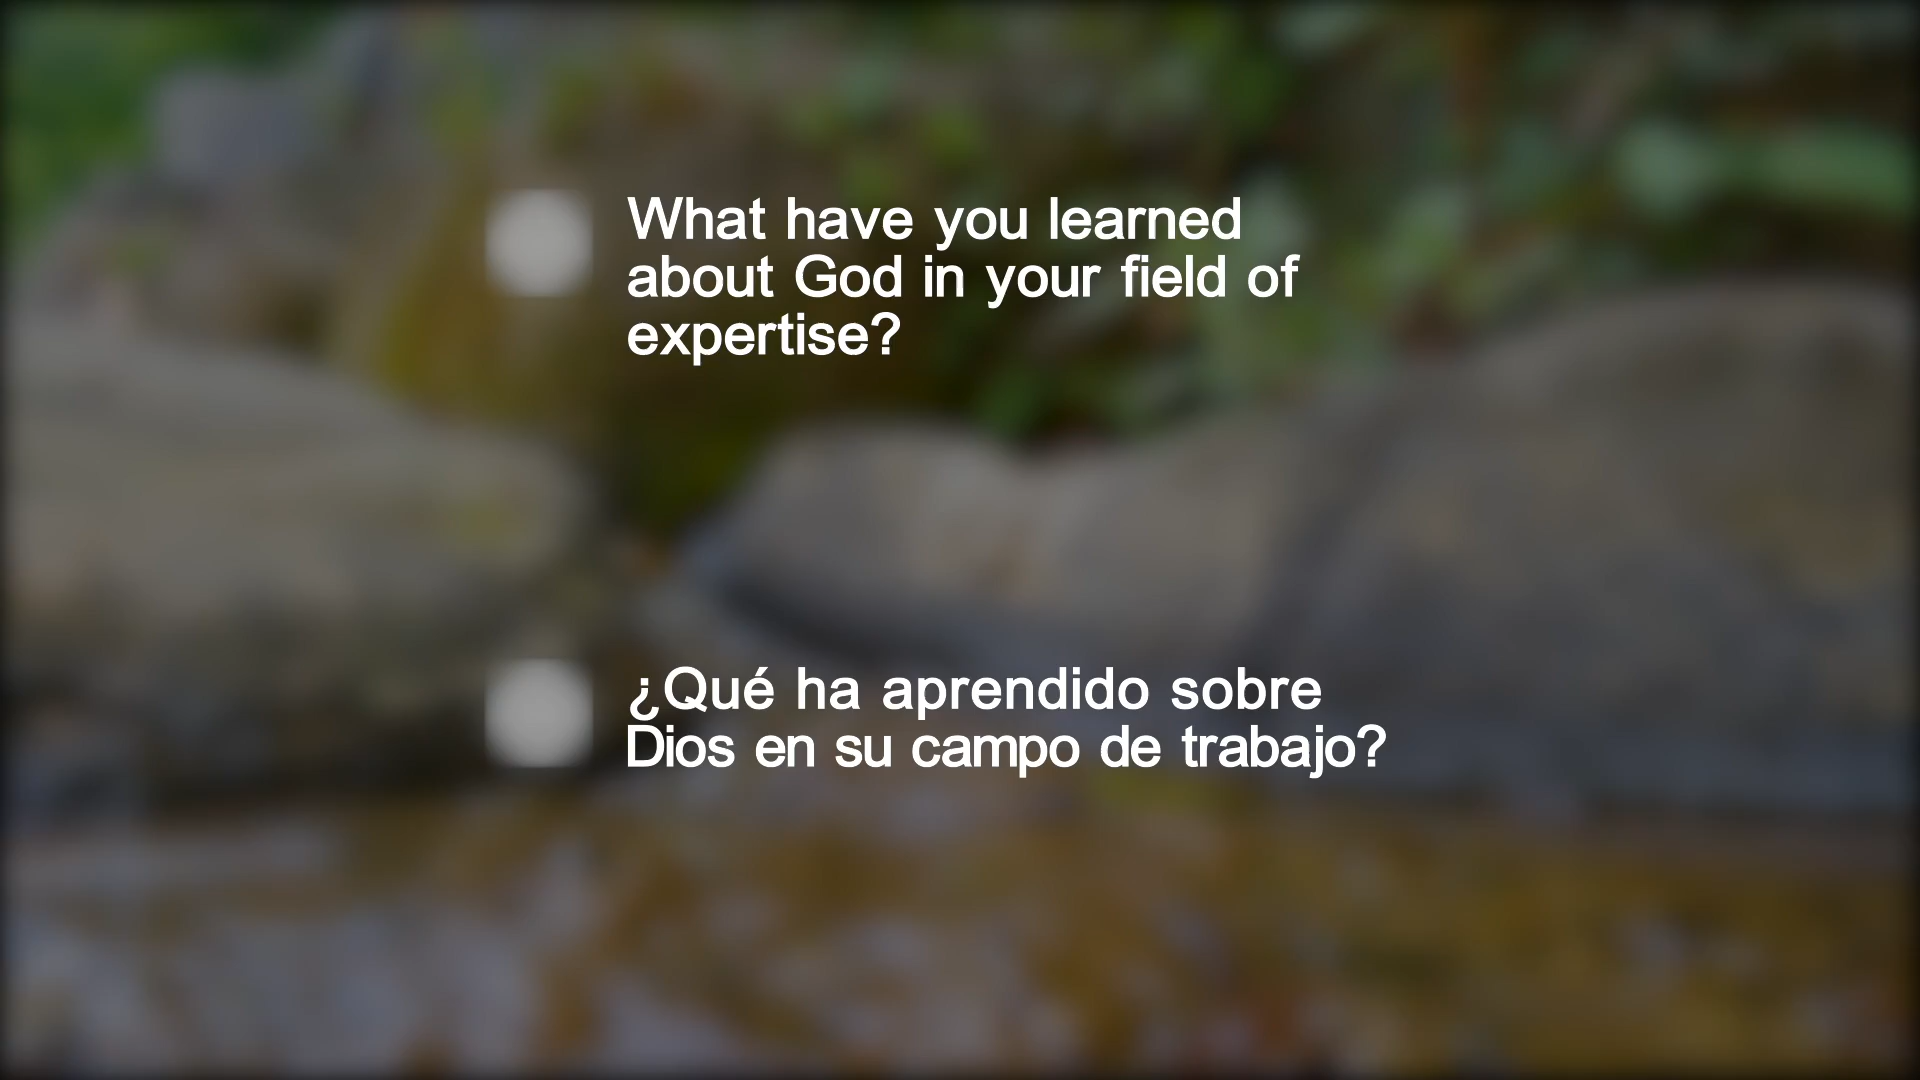 What have you learned
about God in your field of
expertise?
¿Qué ha aprendido sobre
Dios en su campo de trabajo?